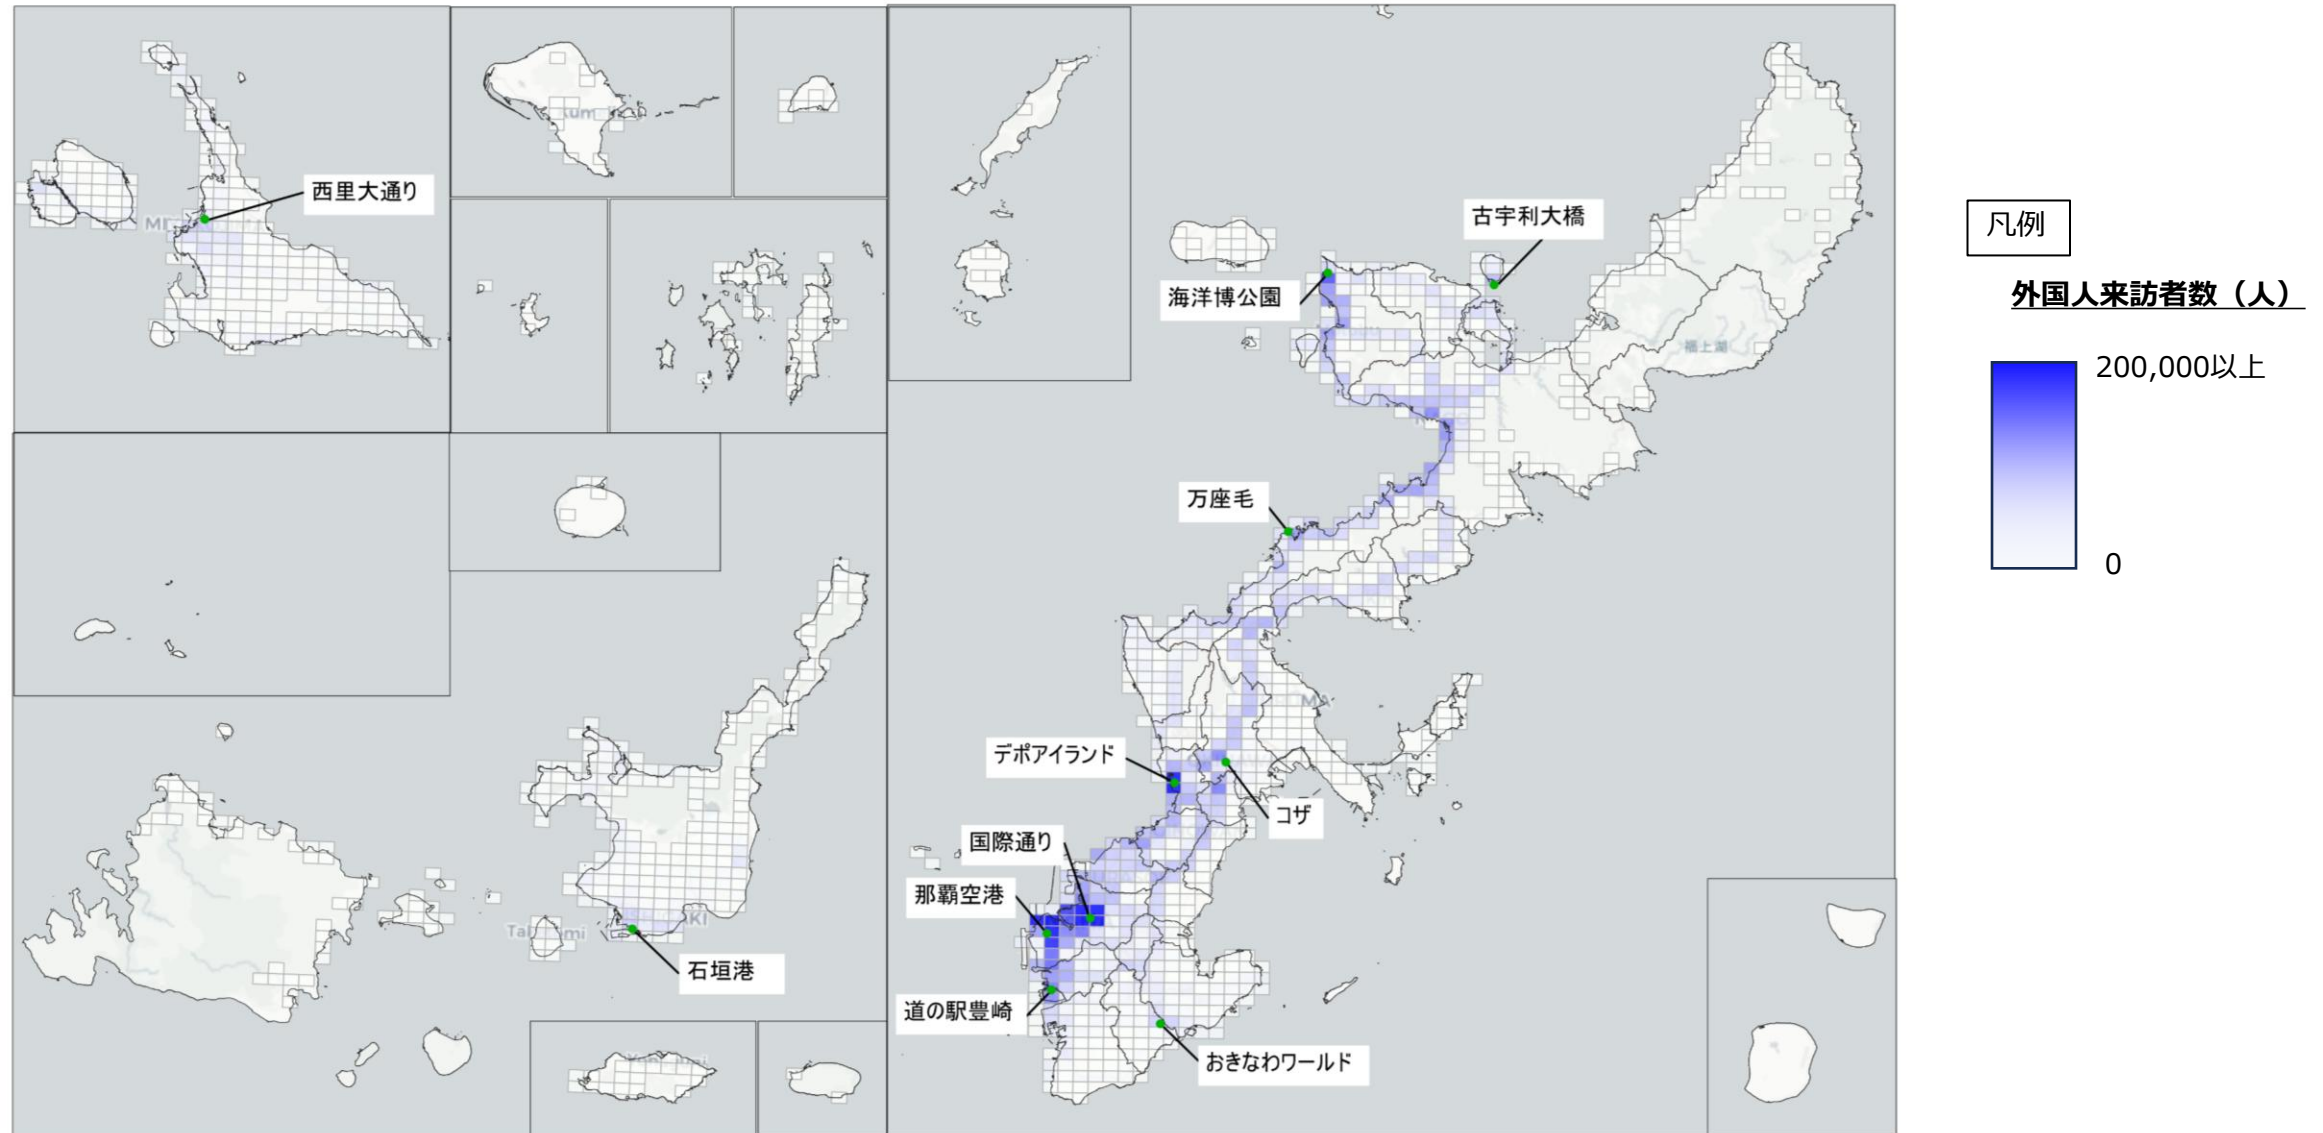 西里大通り
古宇利大橋
海洋博公園
万座毛
デポアイランド
コザ
国際通り
那覇空港
道の駅豊崎
おきなわワールド
石垣港
福上湖
凡例
外国人来訪者数（人）
200,000以上
0